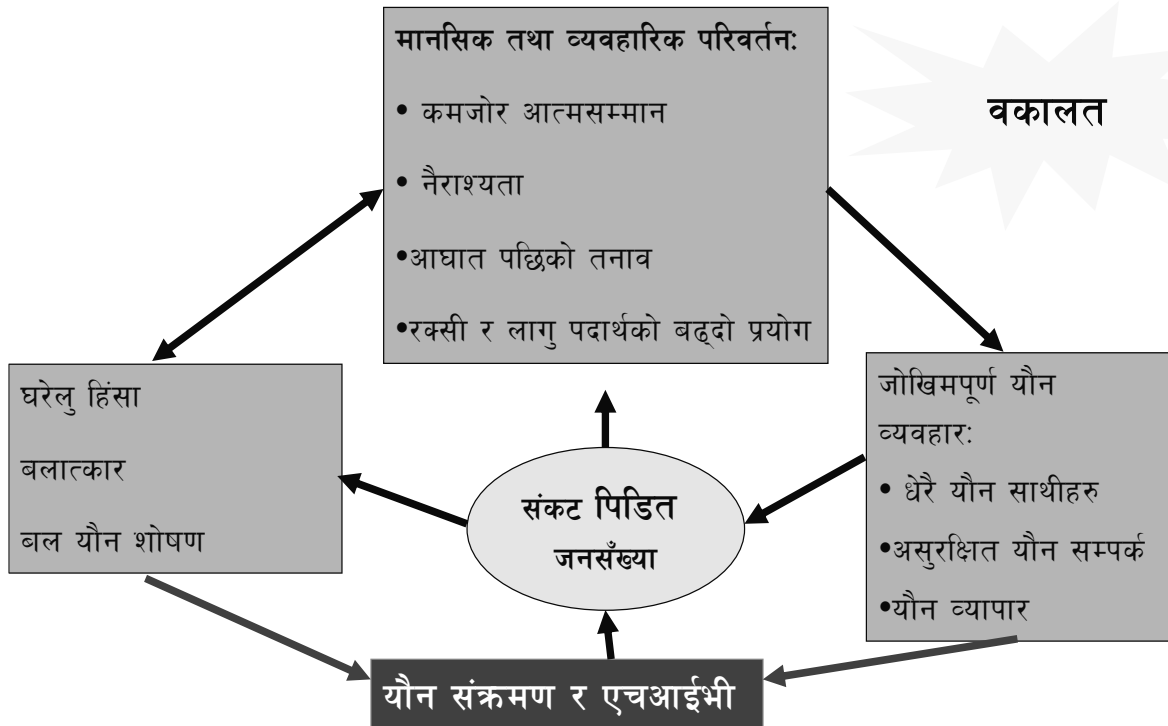 मानसिक तथा व्यवहारिक परिवर्तन:
• कमजोर आत्मसम्मान
• नैराश्यता
•आघात पछिको तनाव
•रक्सी र लागु पदार्थको बढ्दो प्रयोग
वकालत
घरेलु हिंसा
बलात्कार
बल यौन शोषण
संकट पिडित
जनसँख्या
जोखिमपूर्ण यौन
व्यवहार:
• धेरै यौन साथीहरु
•असुरक्षित यौन सम्पर्क
•यौन व्यापार
यौन संक्रमण र एचआईभी